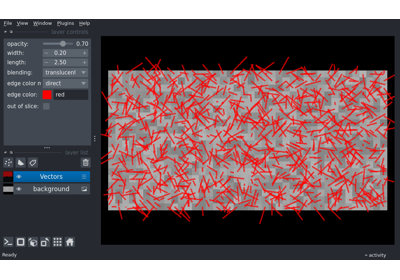 File View Window Plugins Help
layer controls
opacity: 0.70
width: 0.20
length: 2.50
blending: translucent
edge color m direct
edge color: red
out of slice:
layer list
Vectors
background
Ready
activity